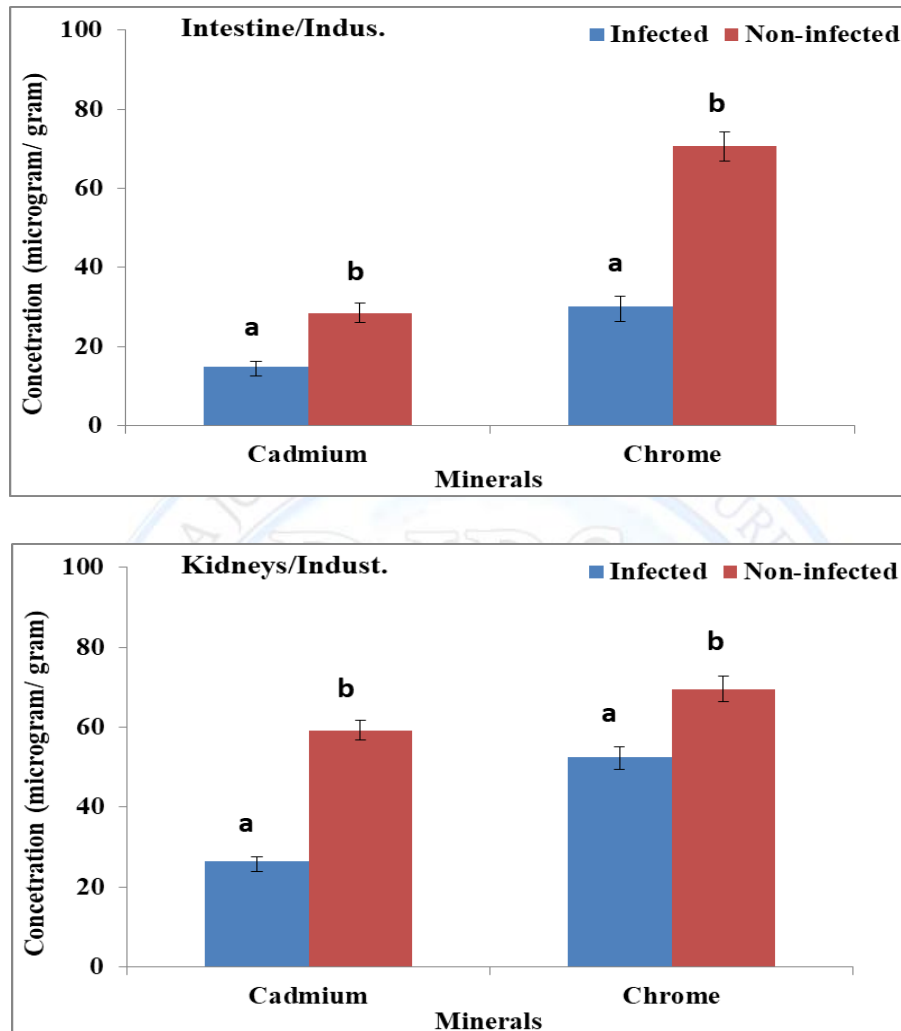 Intestine/Indus.
Infected Non-infected
Concetration (microgram/ gram)
100
80
60
40
20
0
a
b
a
b
Cadmium
Chrome
Minerals
Kidneys/Indust.
Infected Non-infected
Concetration (microgram/ gram)
100
80
60
40
20
0
a
b
a
b
Cadmium
Chrome
Minerals